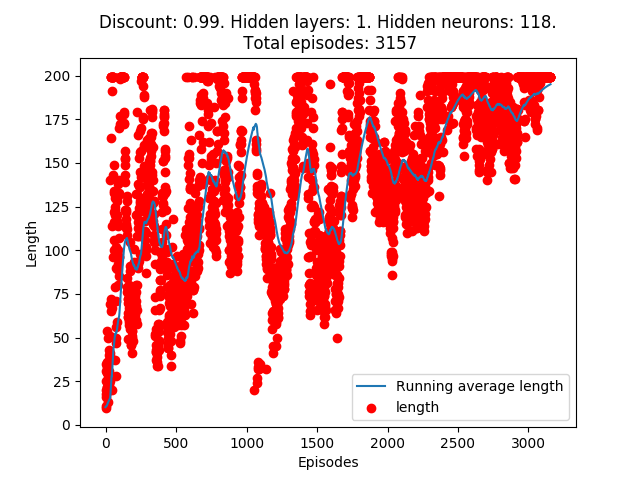 Discount: 0.99. Hidden layers: 1. Hidden neurons: 118.
Total episodes: 3157
200
175
150
125
100
75
50
25
0
Length
Running average length
length
0 500 1000 1500 2000 2500 3000
Episodes